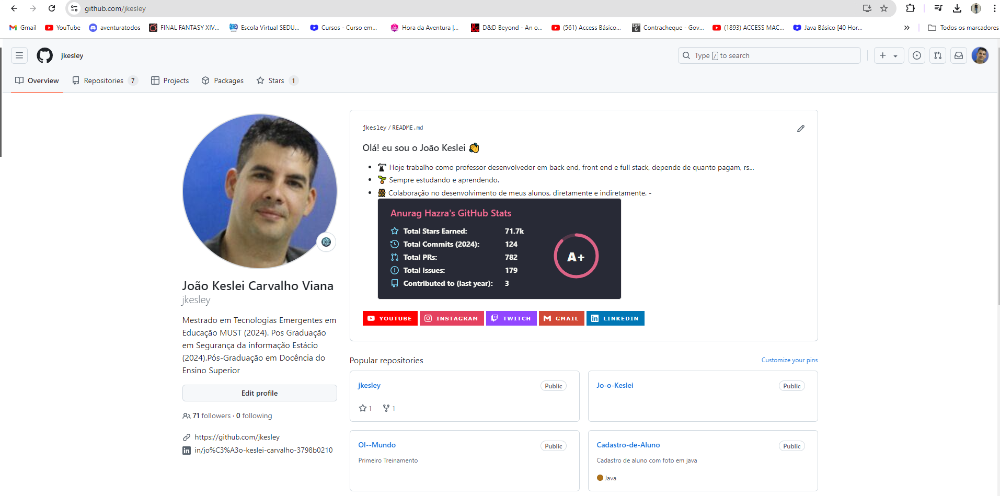 github.com/jkesley
Gmail
YouTube
aventuratodos
FINAL FANTASY XIV...
Escola Virtual SEDU...
Cursos - Curso em...
Hora da Aventura |...
D&D Beyond - An o...
(561) Access Básico...
EAP 6
Contracheque - Gov...
(1893) ACCESS MAC...
Java Básico [40 Hor...
Todos os marcadores
jkesley
Type / to search
Overview
Repositories 7
Projects
Packages
Stars 1
João Keslei Carvalho Viana
jkesley
Mestrado em Tecnologias Emergentes em
Educação MUST (2024). Pos Graduação
em Segurança da informação Estácio
(2024).Pós-Graduação em Docência do
Ensino Superior
Edit profile
71 followers · 0 following
https://github.com/jkesley
in/jo%C3%A3o-keslei-carvalho-3798b0210
jkesley / README.md
Olá! eu sou o João Keslei
Hoje trabalho como professor desenvolvedor em back end, front end e full stack, depende de quanto pagam, rs...
Sempre estudando e aprendendo.
Colaboração no desenvolvimento de meus alunos, diretamente e indiretamente. -
Anurag Hazra's GitHub Stats
Total Stars Earned: 71.7k
Total Commits (2024): 124
Total PRs: 782
Total Issues: 179
Contributed to (last year): 3
A+
YOUTUBE
INSTAGRAM
TWITCH
GMAIL
LINKEDIN
Popular repositories
Customize your pins
jkesley
Public
1
1
Jo-o-Keslei
Public
Ol--Mundo
Public
Primeiro Treinamento
Cadastro-de-Aluno
Public
Cadastro de aluno com foto em java
Java